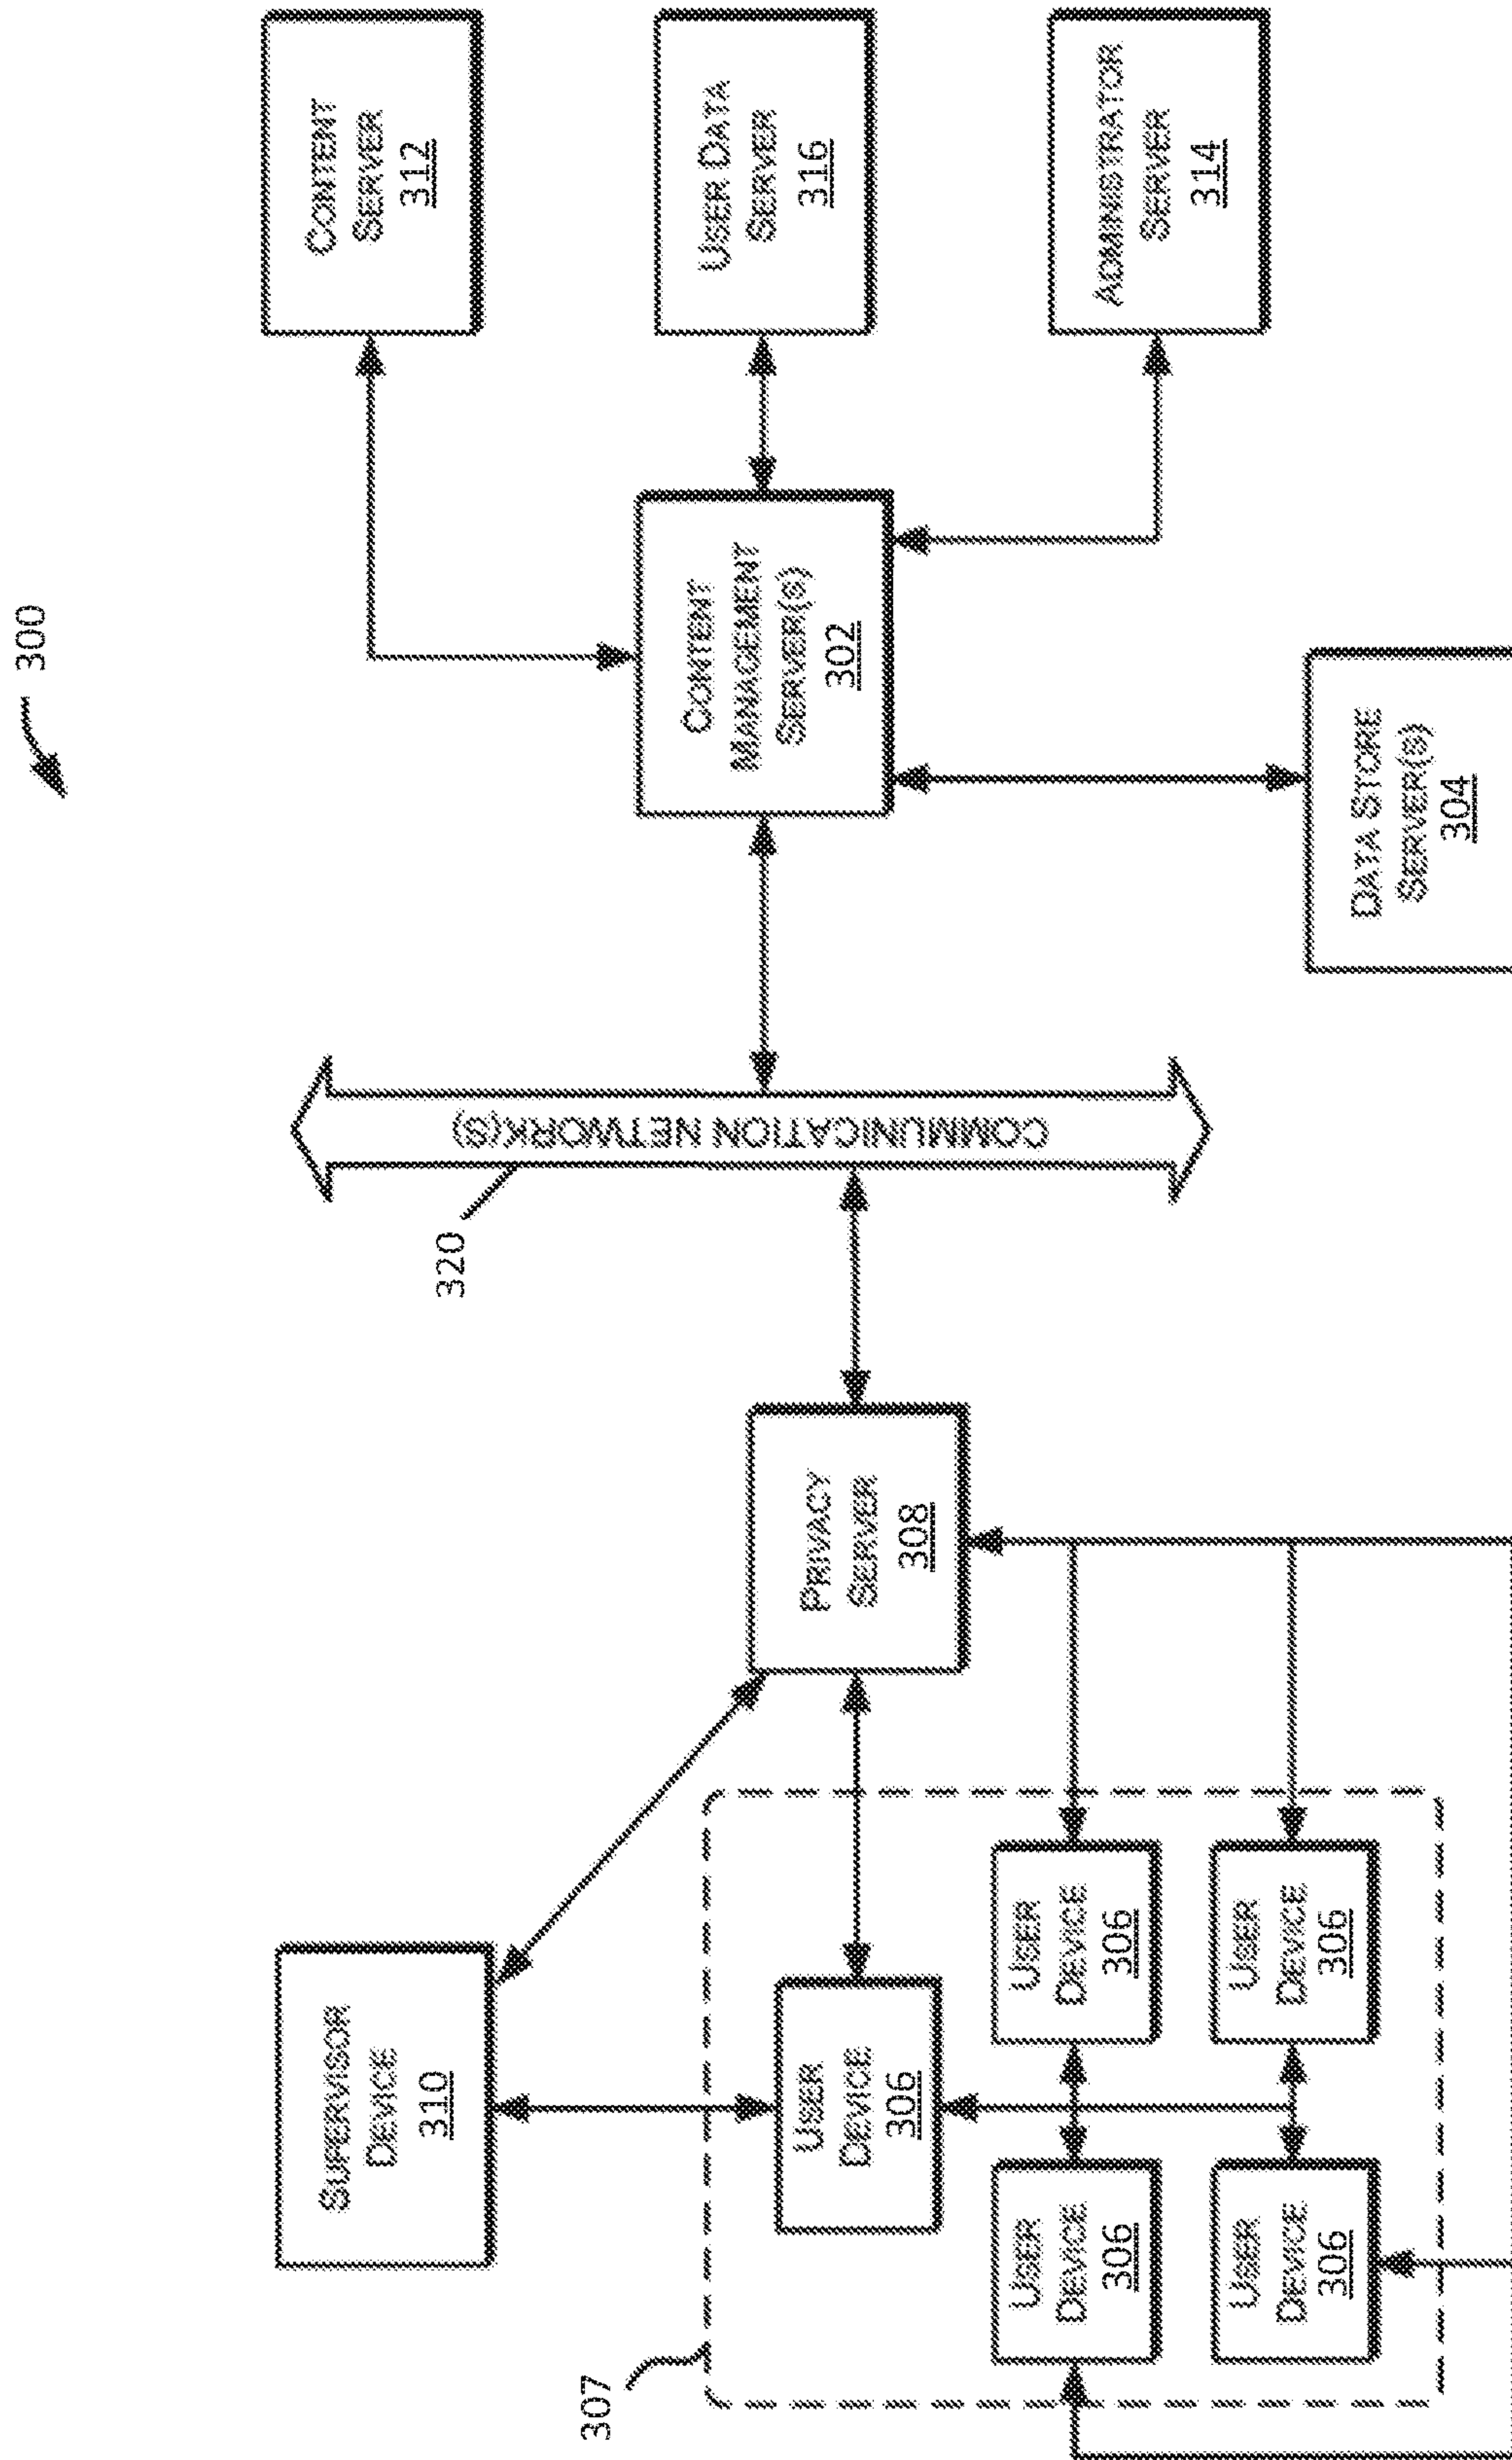 300
CONTENT
SERVER
312
USER DATA
SERVER
316
ADMINISTRATOR
SERVER
314
CONTENT
MANAGEMENT
SERVER(S)
302
DATA STORE
SERVER(S)
304
COMMUNICATION NETWORK(S)
320
PRIVACY
SERVER
308
SUPERVISOR
DEVICE
310
307
USER
DEVICE
306
USER
DEVICE
306
USER
DEVICE
306
USER
DEVICE
306
USER
DEVICE
306